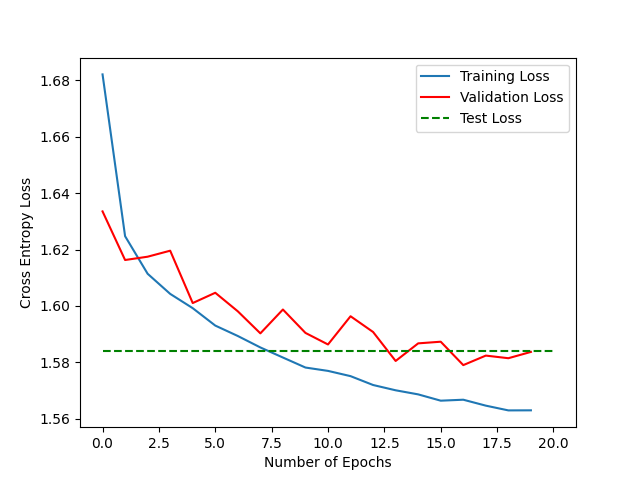 Training Loss
Validation Loss
Test Loss
Cross Entropy Loss
1.68
1.66
1.64
1.62
1.60
1.58
1.56
0.0 2.5 5.0 7.5 10.0 12.5 15.0 17.5 20.0
Number of Epochs